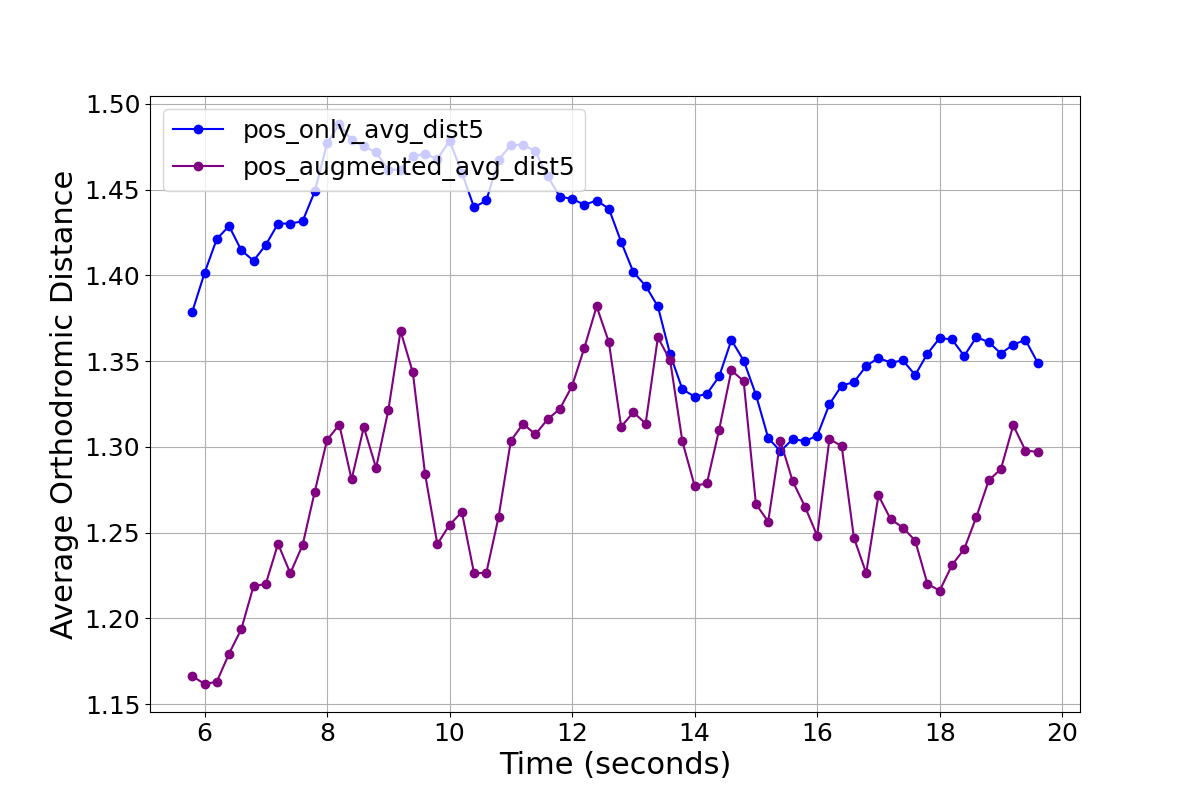 pos_only_avg_dist5
pos_augmented_avg_dist5
Average Orthodromic Distance
1.50
1.45
1.40
1.35
1.30
1.25
1.20
1.15
6 8 10 12 14 16 18 20
Time (seconds)